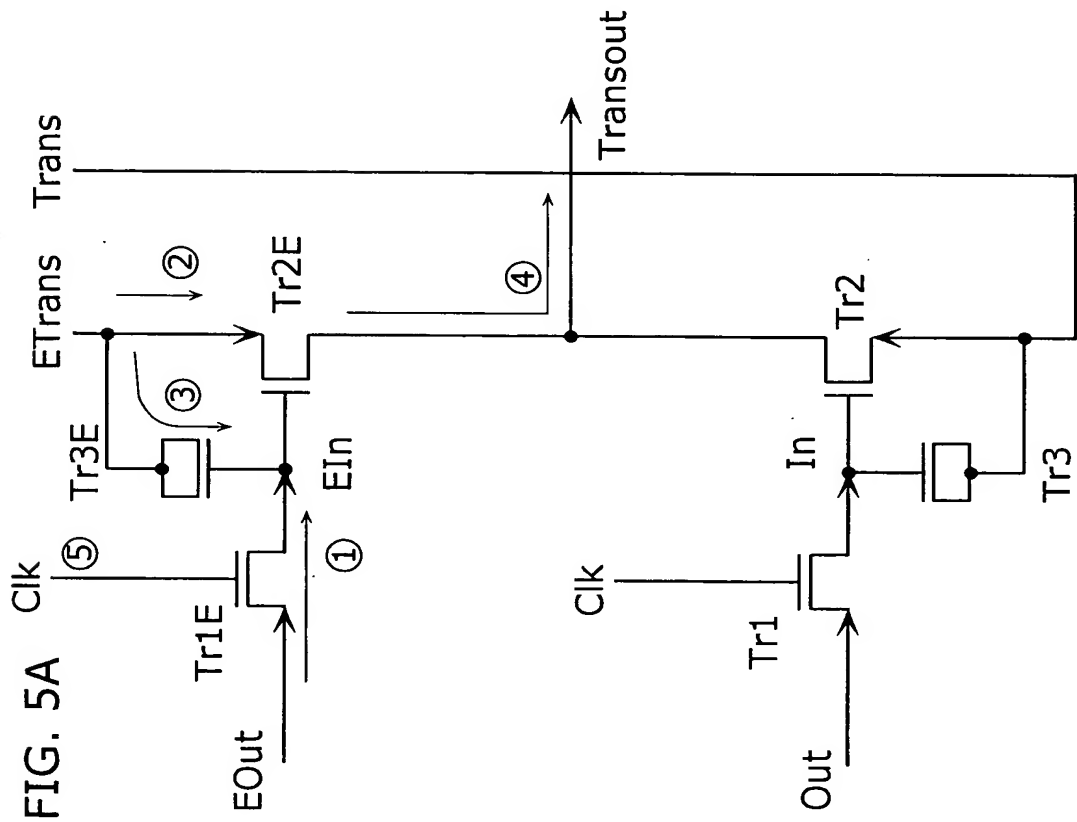 FIG. 5A
Clk
⑤
Tr3E
ETrans
Trans
②
③
Tr2E
Tr1E
EIn
EOut
①
④
Transout
Clk
In
Tr2
Tr1
Out
Tr3